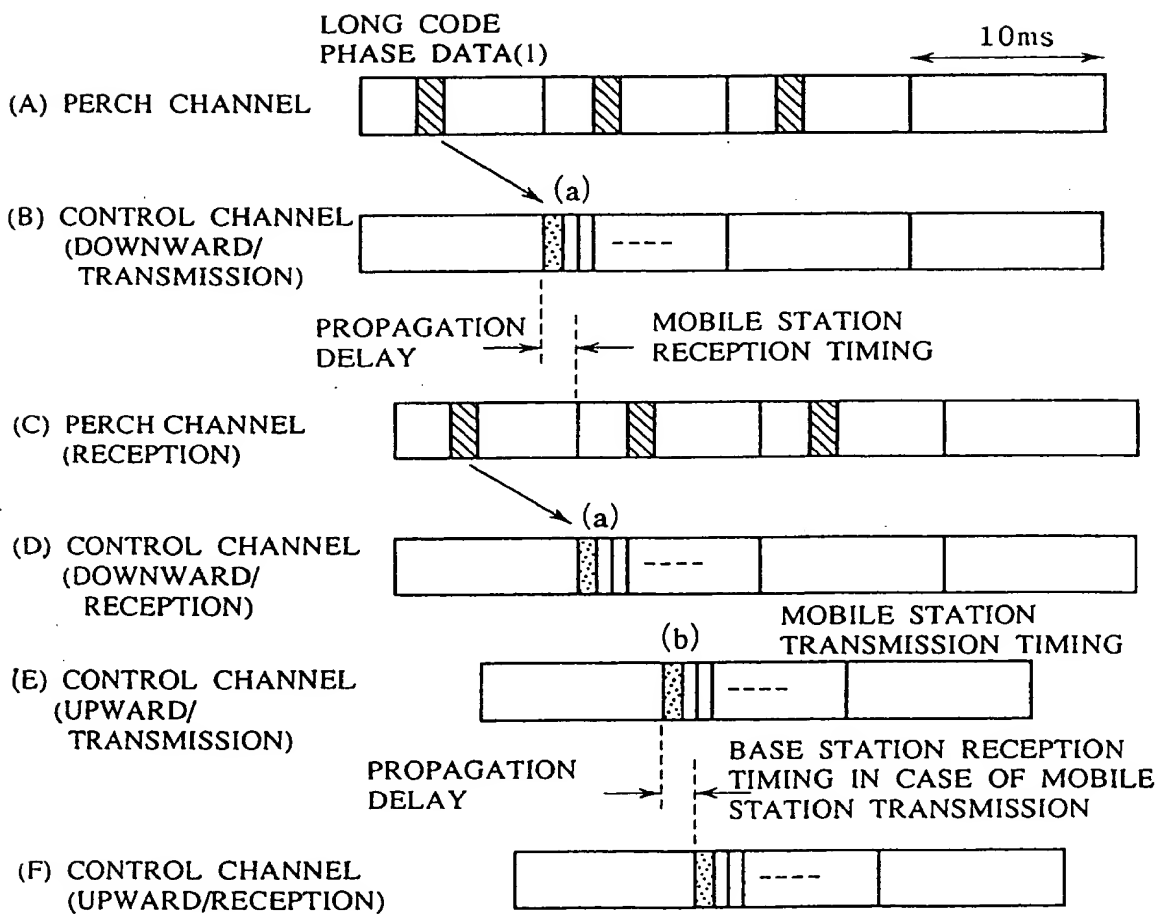 LONG CODE
PHASE DATA(1)
10ms
(A) PERCH CHANNEL
(a)
(B) CONTROL CHANNEL
(DOWNWARD/
TRANSMISSION)
PROPAGATION
DELAY
MOBILE STATION
RECEPTION TIMING
(C) PERCH CHANNEL
(RECEPTION)
(a)
(D) CONTROL CHANNEL
(DOWNWARD/
RECEPTION)
MOBILE STATION
TRANSMISSION TIMING
(b)
(E) CONTROL CHANNEL
(UPWARD/
TRANSMISSION)
PROPAGATION
DELAY
BASE STATION RECEPTION
TIMING IN CASE OF MOBILE
STATION TRANSMISSION
(F) CONTROL CHANNEL
(UPWARD/RECEPTION)